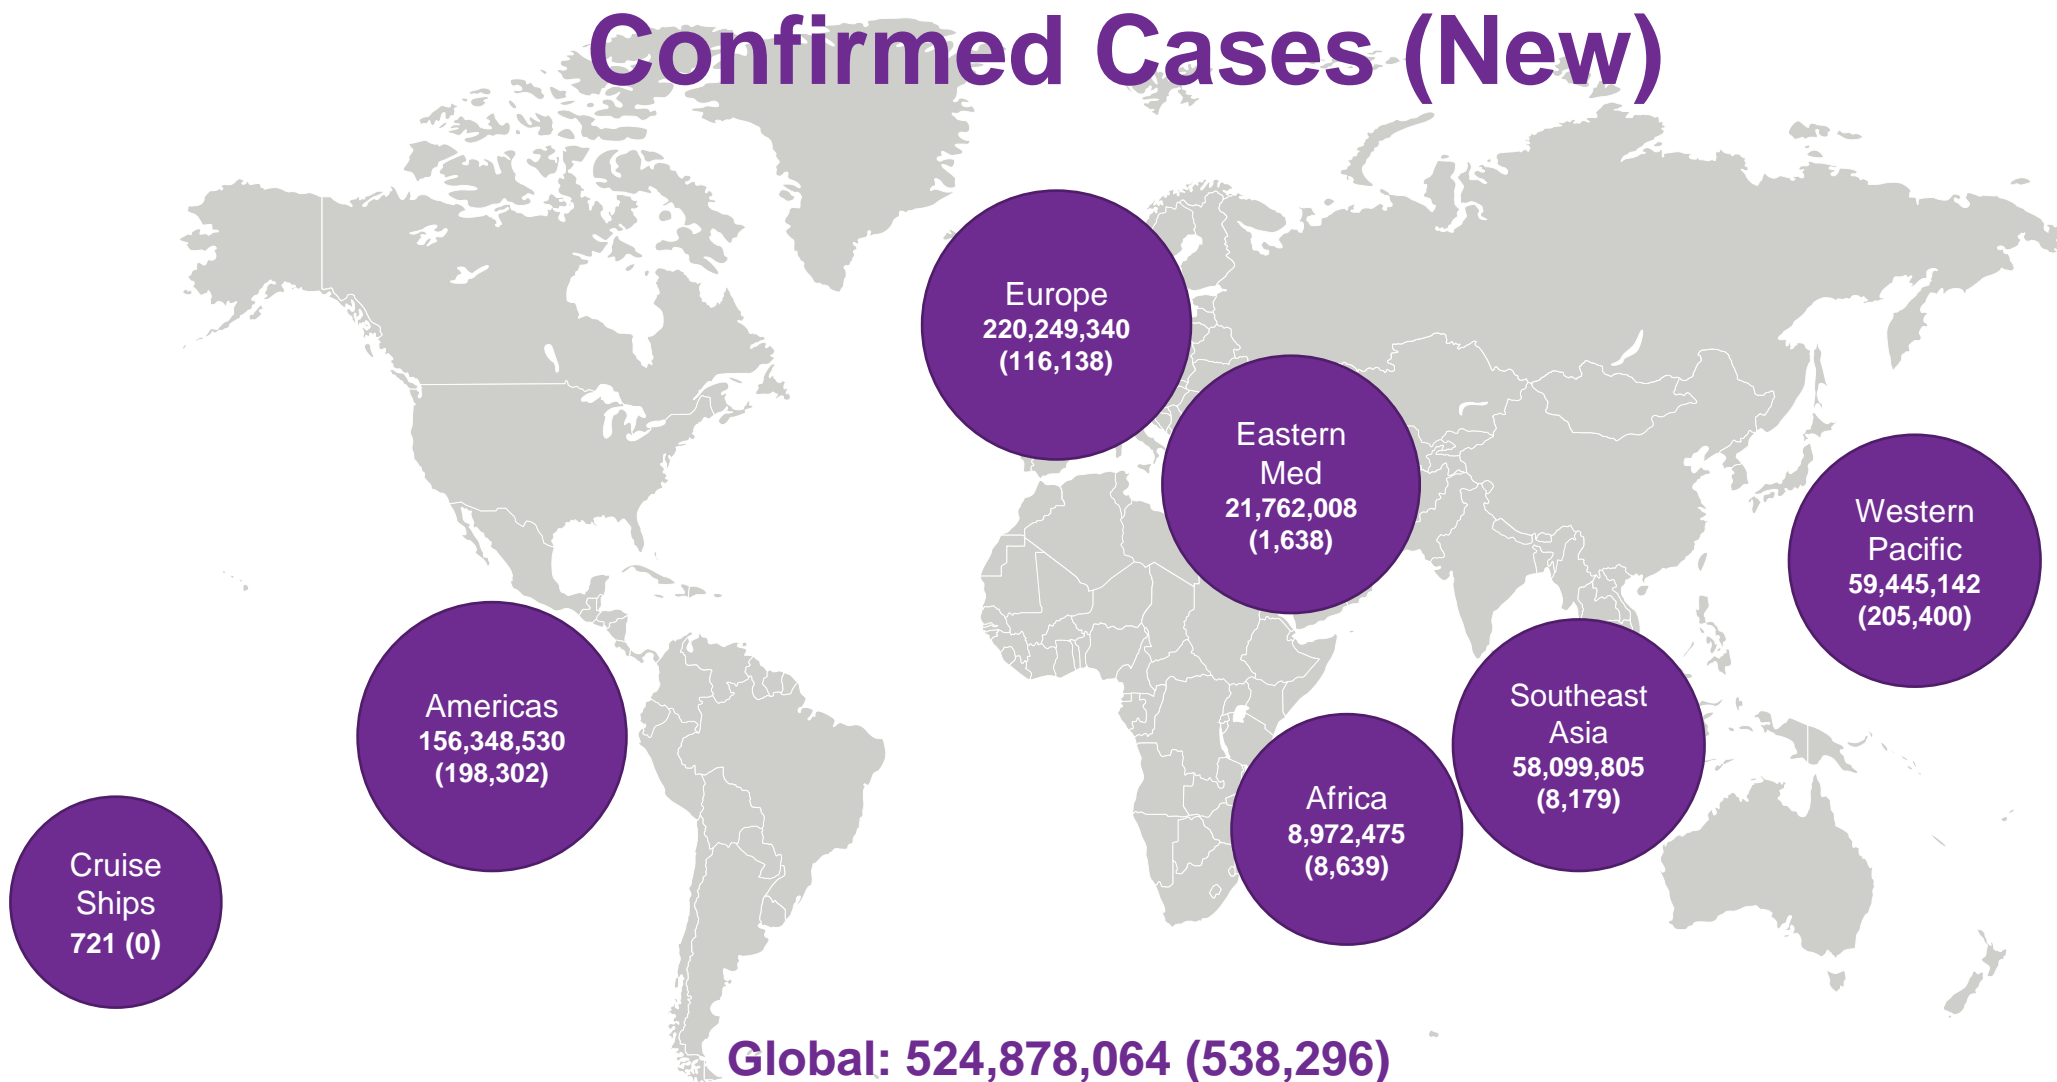 Confirmed Cases (New)
Europe
220,249,340
(116,138)
Eastern
Med
21,762,008
(1,638)
Western
Pacific
59,445,142
(205,400)
Americas
156,348,530
(198,302)
Southeast
Asia
58,099,805
(8,179)
Africa
8,972,475
(8,639)
Cruise
Ships
721 (0)
Global: 524,878,064 (538,296)